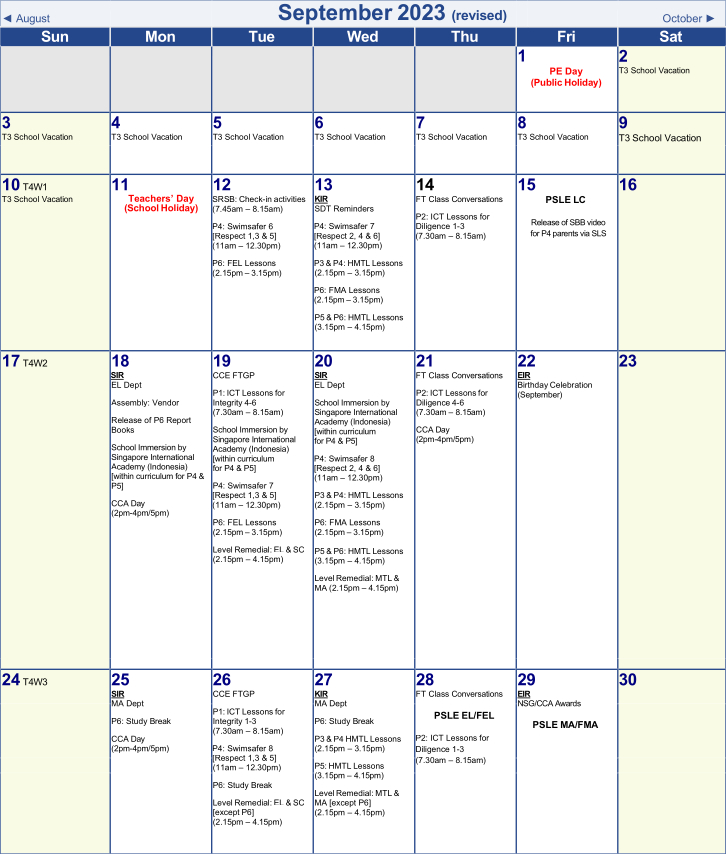 ◄ August
September 2023 (revised)
October ►
Sun Mon Tue Wed Thu Fri Sat
1
PE Day
(Public Holiday)
2
T3 School Vacation
3
T3 School Vacation
4
T3 School Vacation
5
T3 School Vacation
6
T3 School Vacation
7
T3 School Vacation
8
T3 School Vacation
9
T3 School Vacation
10 T4W1
T3 School Vacation
11
Teachers' Day
(School Holiday)
12
SRSB: Check-in activities
(7.45am – 8.15am)
P4: Swimsafer 6
[Respect 1,3 & 5]
(11am – 12.30pm)
P6: FEL Lessons
(2.15pm – 3.15pm)
13
KIR
SDT Reminders
P4: Swimsafer 7
[Respect 2, 4 & 6]
(11am – 12.30pm)
P3 & P4: HMTL Lessons
(2.15pm – 3.15pm)
P6: FMA Lessons
(2.15pm – 3.15pm)
P5 & P6: HMTL Lessons
(3.15pm – 4.15pm)
14
FT Class Conversations
P2: ICT Lessons for
Diligence 1-3
(7.30am – 8.15am)
15
PSLE LC
Release of SBB video
for P4 parents via SLS
16
17 T4W2
18
SIR
EL Dept
Assembly: Vendor
Release of P6 Report
Books
School Immersion by
Singapore International
Academy (Indonesia)
[within curriculum for P4 &
P5]
CCA Day
(2pm-4pm/5pm)
19
CCE FTGP
P1: ICT Lessons for
Integrity 4-6
(7.30am – 8.15am)
School Immersion by
Singapore International
Academy (Indonesia)
[within curriculum
for P4 & P5]
P4: Swimsafer 7
[Respect 1,3 & 5]
(11am – 12.30pm)
P6: FEL Lessons
(2.15pm – 3.15pm)
Level Remedial: EL & SC
(2.15pm – 4.15pm)
20
SIR
EL Dept
School Immersion by
Singapore International
Academy (Indonesia)
[within curriculum
for P4 & P5]
P4: Swimsafer 8
[Respect 2, 4 & 6]
(11am – 12.30pm)
P3 & P4: HMTL Lessons
(2.15pm – 3.15pm)
P6: FMA Lessons
(2.15pm – 3.15pm)
P5 & P6: HMTL Lessons
(3.15pm – 4.15pm)
Level Remedial: MTL &
MA (2.15pm – 4.15pm)
21
FT Class Conversations
P2: ICT Lessons for
Diligence 4-6
(7.30am – 8.15am)
CCA Day
(2pm-4pm/5pm)
22
EIR
Birthday Celebration
(September)
23
24 T4W3
25
SIR
MA Dept
P6: Study Break
CCA Day
(2pm-4pm/5pm)
26
CCE FTGP
P1: ICT Lessons for
Integrity 1-3
(7.30am – 8.15am)
P4: Swimsafer 8
[Respect 1,3 & 5]
(11am – 12.30pm)
P6: Study Break
Level Remedial: EL & SC
[except P6]
(2.15pm – 4.15pm)
27
KIR
MA Dept
P6: Study Break
P3 & P4 HMTL Lessons
(2.15pm – 3.15pm)
P5: HMTL Lessons
(3.15pm – 4.15pm)
Level Remedial: MTL &
MA [except P6]
(2.15pm – 4.15pm)
28
FT Class Conversations
PSLE EL/FEL
P2: ICT Lessons for
Diligence 1-3
(7.30am – 8.15am)
29
EIR
NSG/CCA Awards
PSLE MA/FMA
30